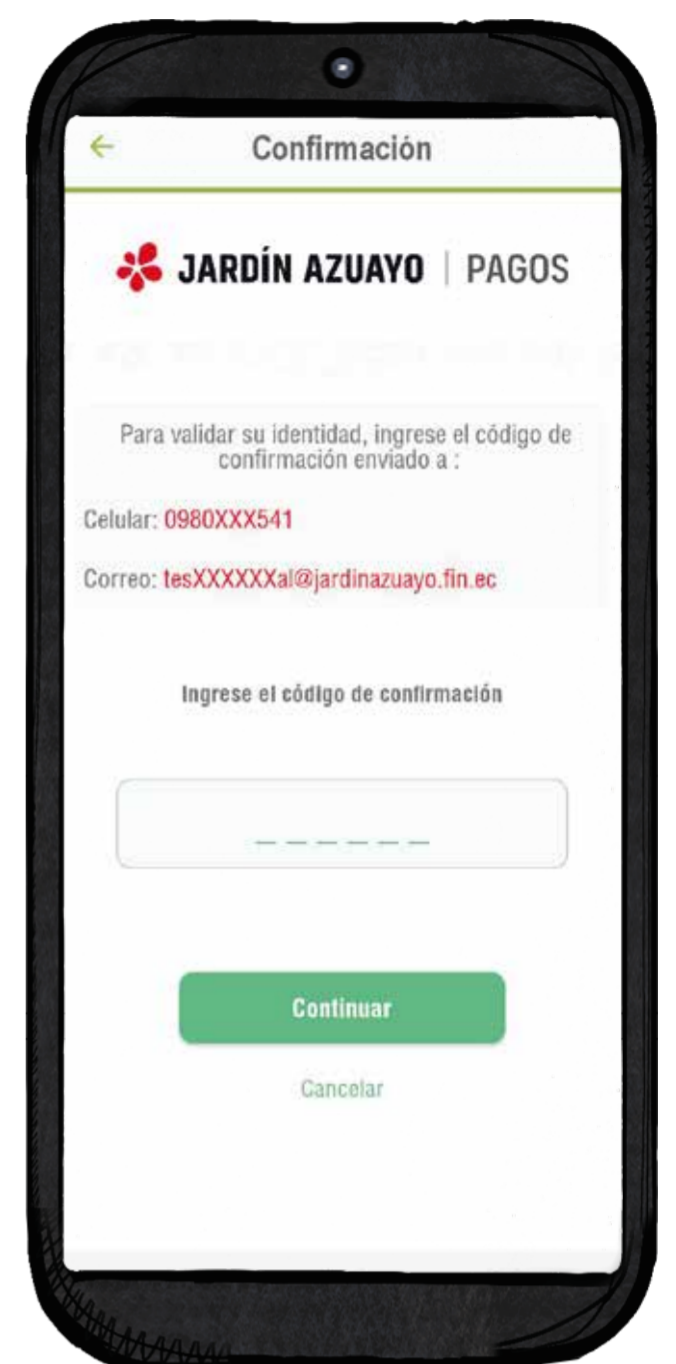 Confirmación
JARDÍN AZUAYO | PAGOS
Para validar su identidad, ingrese el código de
confirmación enviado a :
Celular: 0980XXX541
Correo: tesXXXXXXal@jardinazuayo.fin.ec
Ingrese el código de confirmación
_ _ _ _ _ _
Continuar
Cancelar